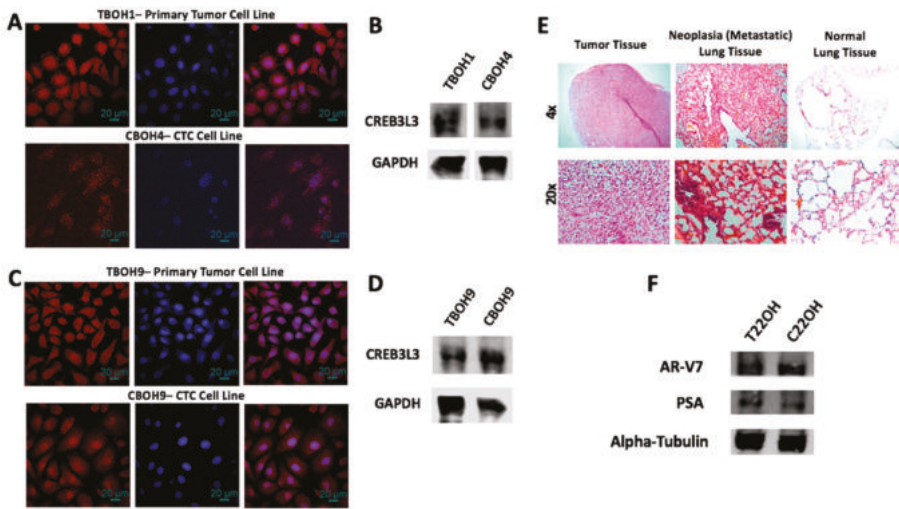 A
TBOH1– Primary Tumor Cell Line
20 µm
20 µm
20 µm
CBOH4– CTC Cell Line
20 µm
20 µm
20 µm
B
TBOH1
CBOH4
CREB3L3
GAPDH
C
TBOH9– Primary Tumor Cell Line
20 µm
20 µm
20 µm
CBOH9– CTC Cell Line
20 µm
20 µm
20 µm
D
TBOH9
CBOH9
CREB3L3
GAPDH
E
Tumor Tissue
Neoplasia (Metastatic)
Lung Tissue
Normal
Lung Tissue
4x
20x
F
T22OH
C22OH
AR-V7
PSA
Alpha-Tubulin